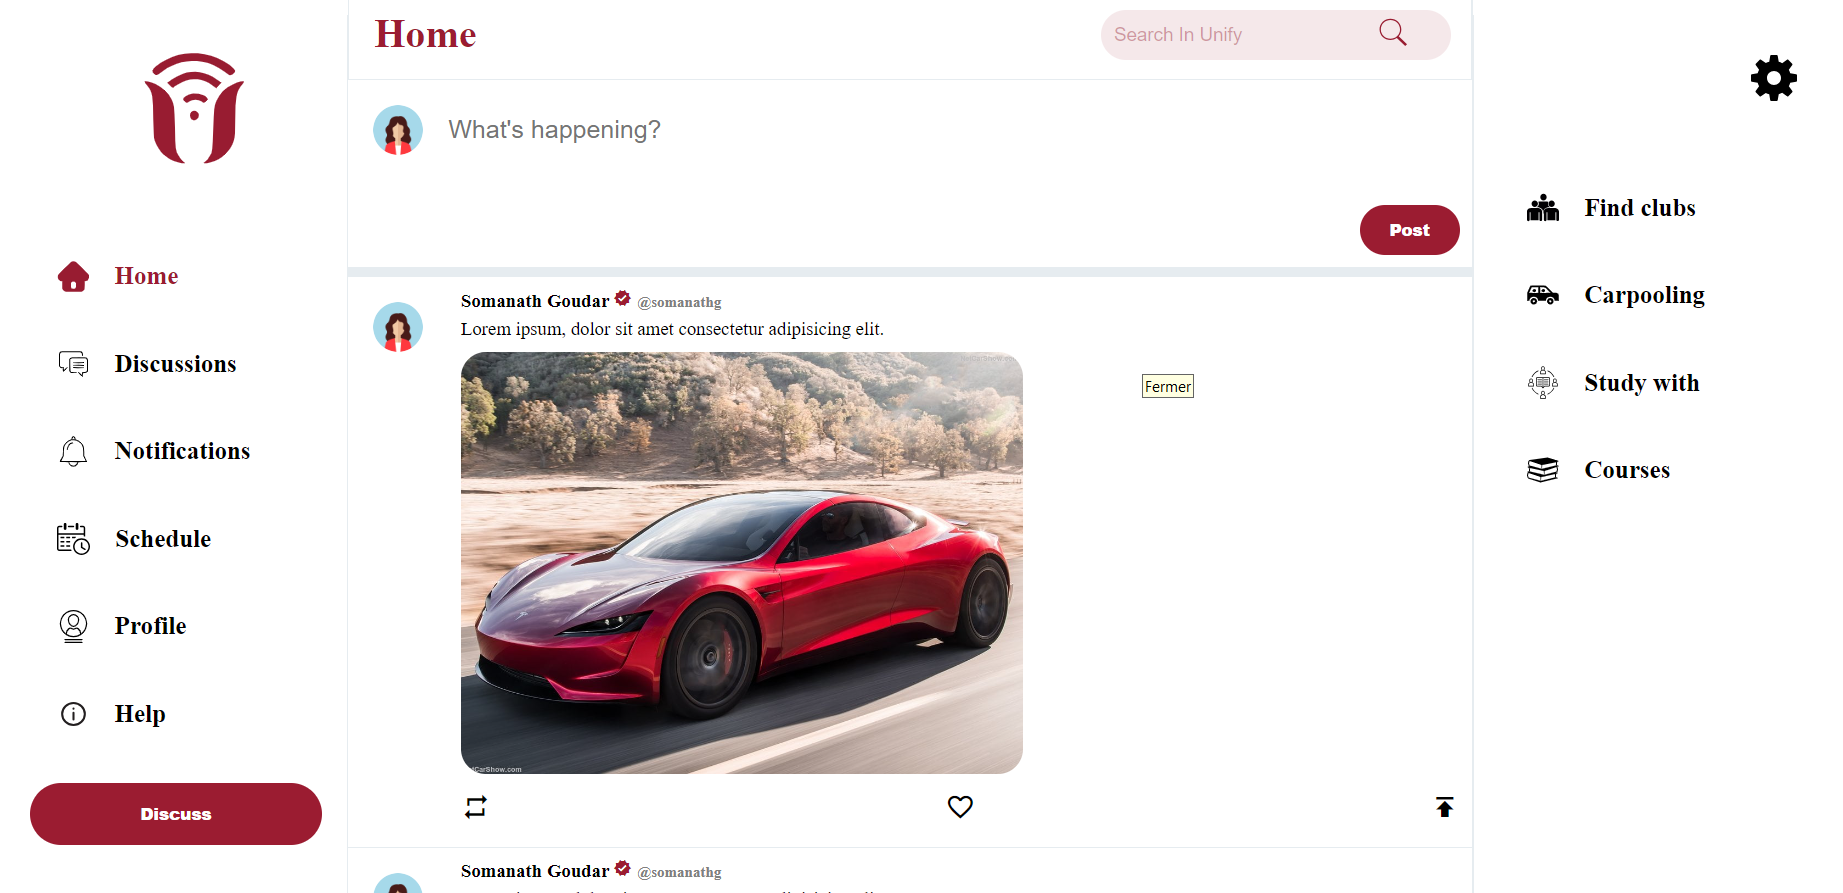 Home
Search In Unify
What's happening?
Post
Home
Discussions
Notifications
Schedule
Profile
Help
Discuss
Somanath Goudar @somanathg
Lorem ipsum, dolor sit amet consectetur adipisicing elit.
Fermer
Somanath Goudar @somanathg
Find clubs
Carpooling
Study with
Courses